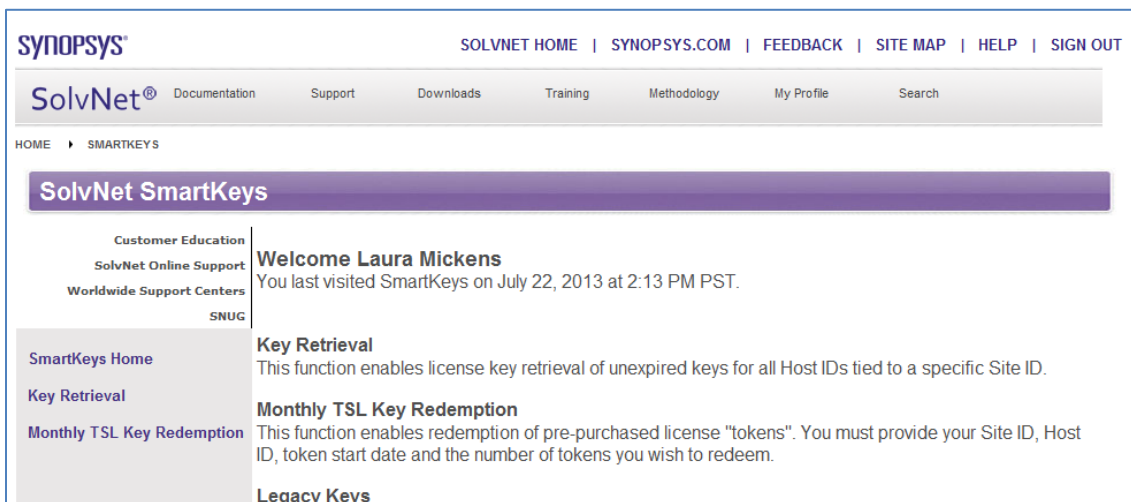 SYNOPSYS®
SOLVNET HOME | SYNOPSYS.COM | FEEDBACK | SITE MAP | HELP | SIGN OUT
SolvNet® Documentation Support Downloads Training Methodology My Profile Search
HOME ▸ SMARTKEYS
SolvNet SmartKeys
Customer Education
SolvNet Online Support
Worldwide Support Centers
SNUG
Welcome Laura Mickens
You last visited SmartKeys on July 22, 2013 at 2:13 PM PST.
SmartKeys Home
Key Retrieval
Monthly TSL Key Redemption
Key Retrieval
This function enables license key retrieval of unexpired keys for all Host IDs tied to a specific Site ID.
Monthly TSL Key Redemption
This function enables redemption of pre-purchased license "tokens". You must provide your Site ID, Host
ID, token start date and the number of tokens you wish to redeem.
Legacy Keys